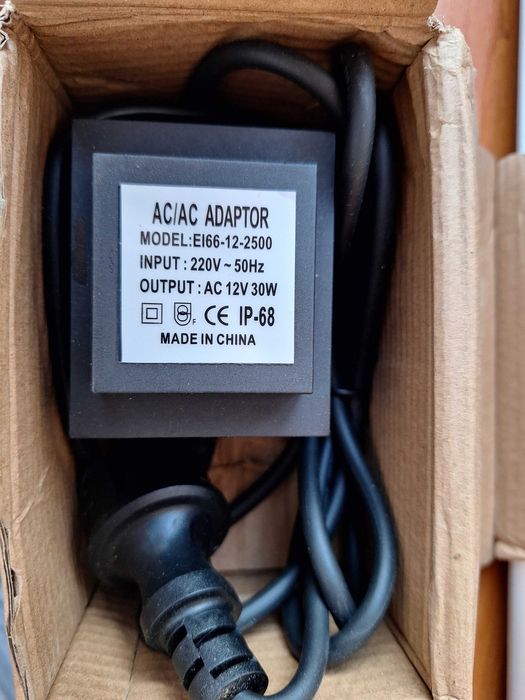 AC/AC ADAPTOR
MODEL:EI66-12-2500
INPUT : 220V ~ 50Hz
OUTPUT : AC 12V 30W
F CE IP-68
MADE IN CHINA